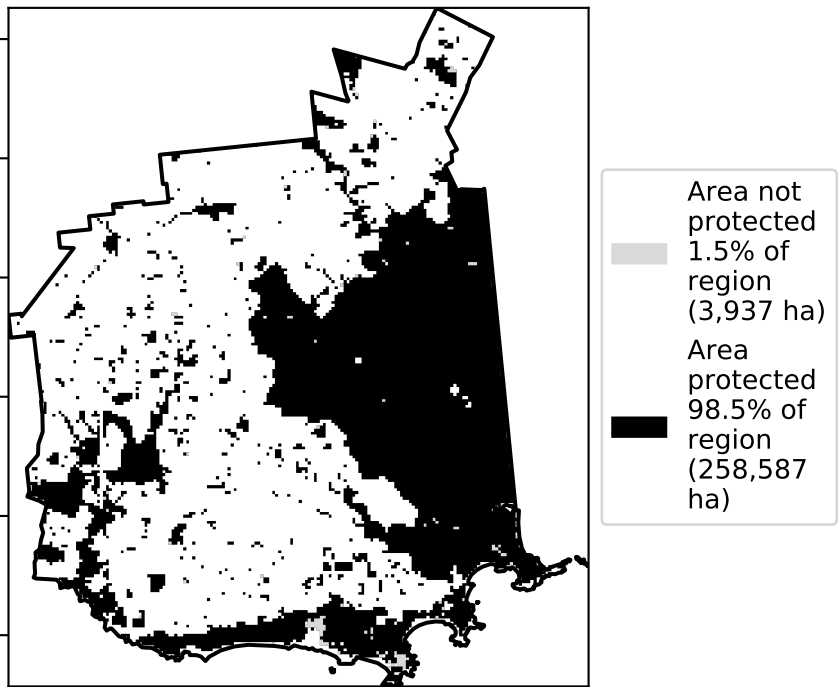 Area not
protected
1.5% of
region
(3,937 ha)
Area
protected
98.5% of
region
(258,587
ha)